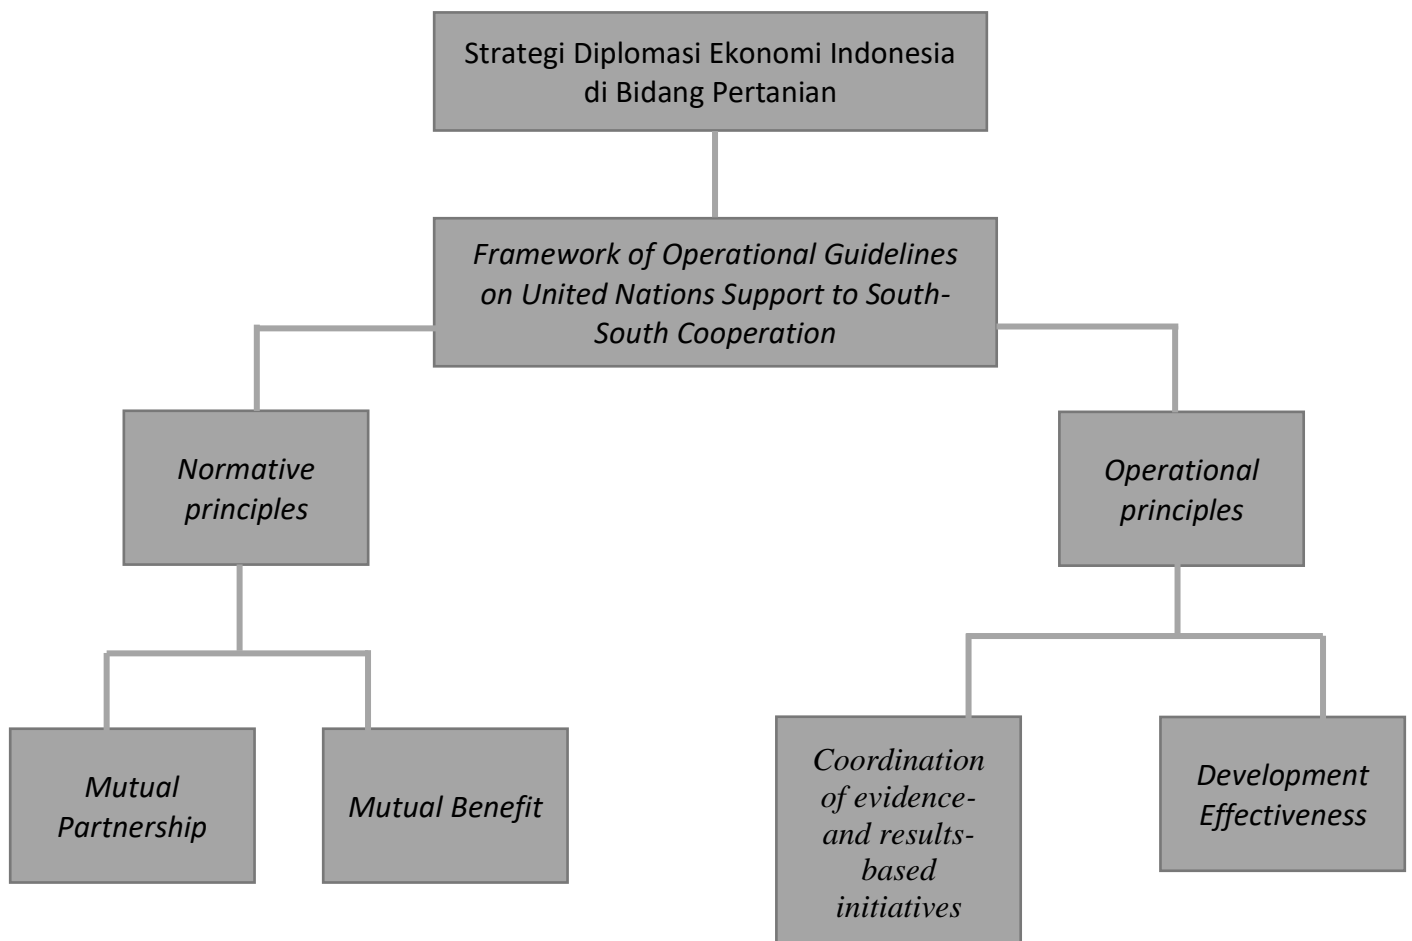 Strategi Diplomasi Ekonomi Indonesia
di Bidang Pertanian
Framework of Operational Guidelines
on United Nations Support to South-
South Cooperation
Normative
principles
Operational
principles
Mutual
Partnership
Mutual Benefit
Coordination
of evidence-
and results-
based
initiatives
Development
Effectiveness